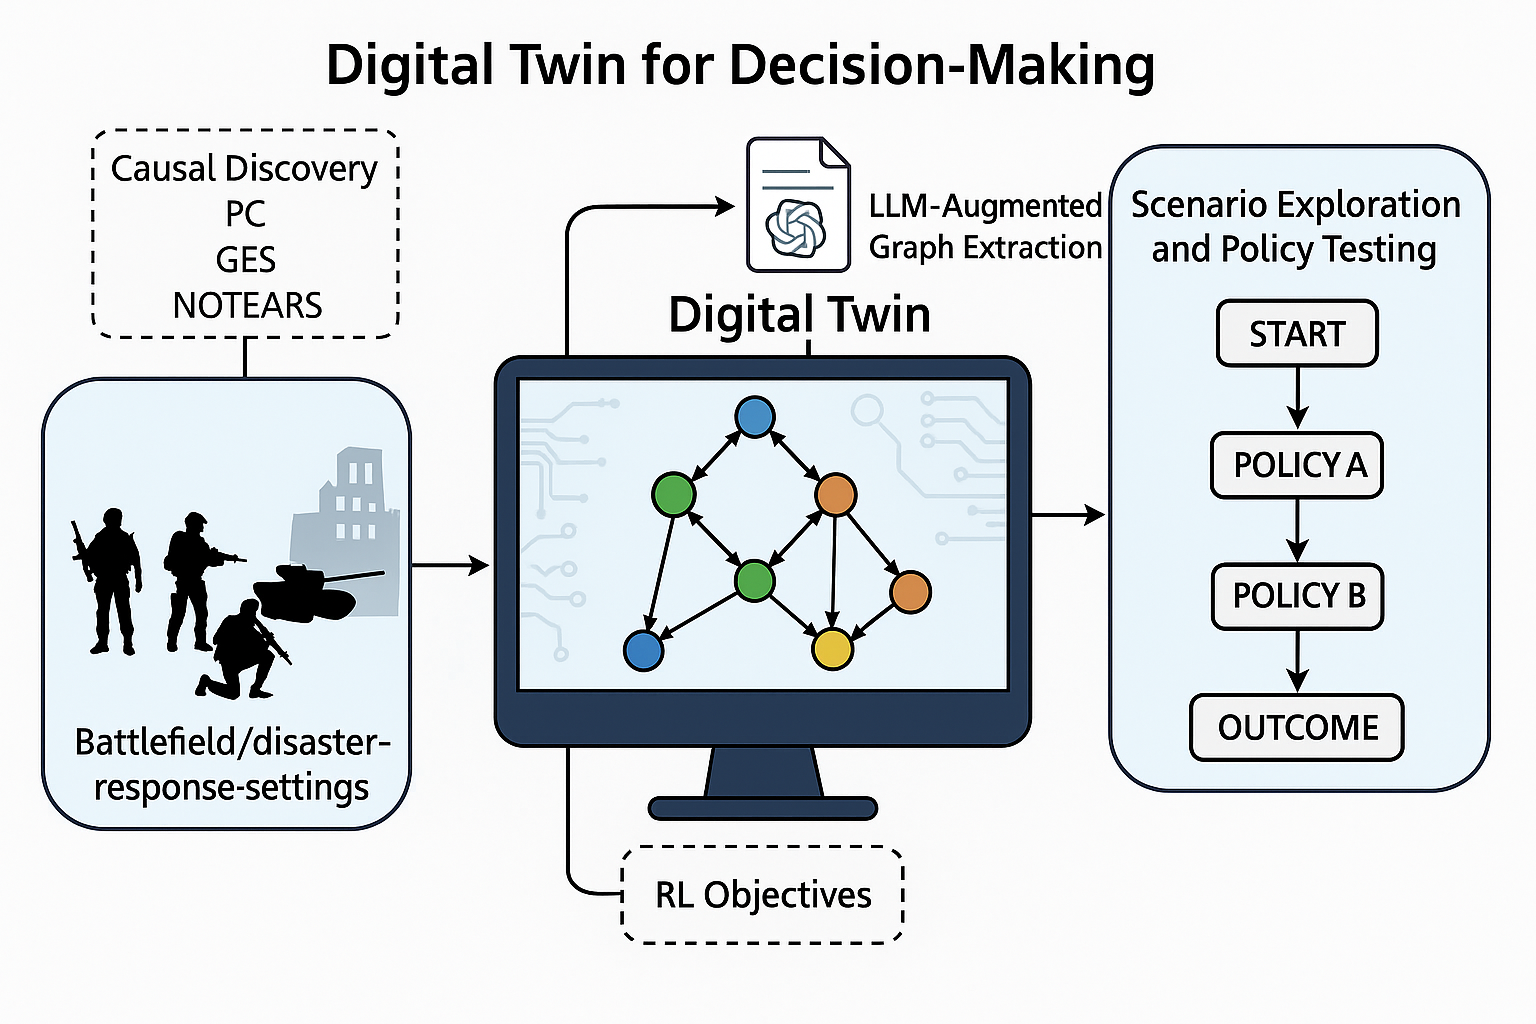 Digital Twin for Decision-Making
Causal Discovery
PC
GES
NOTEARS
Battlefield/disaster-
response-settings
LLM-Augmented
Graph Extraction
Digital Twin
RL Objectives
Scenario Exploration
and Policy Testing
START
POLICY A
POLICY B
OUTCOME